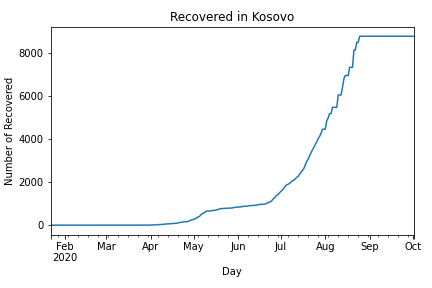 Recovered in Kosovo
Number of Recovered
8000
6000
4000
2000
0
Feb Mar Apr May Jun Jul Aug Sep Oct
2020
Day